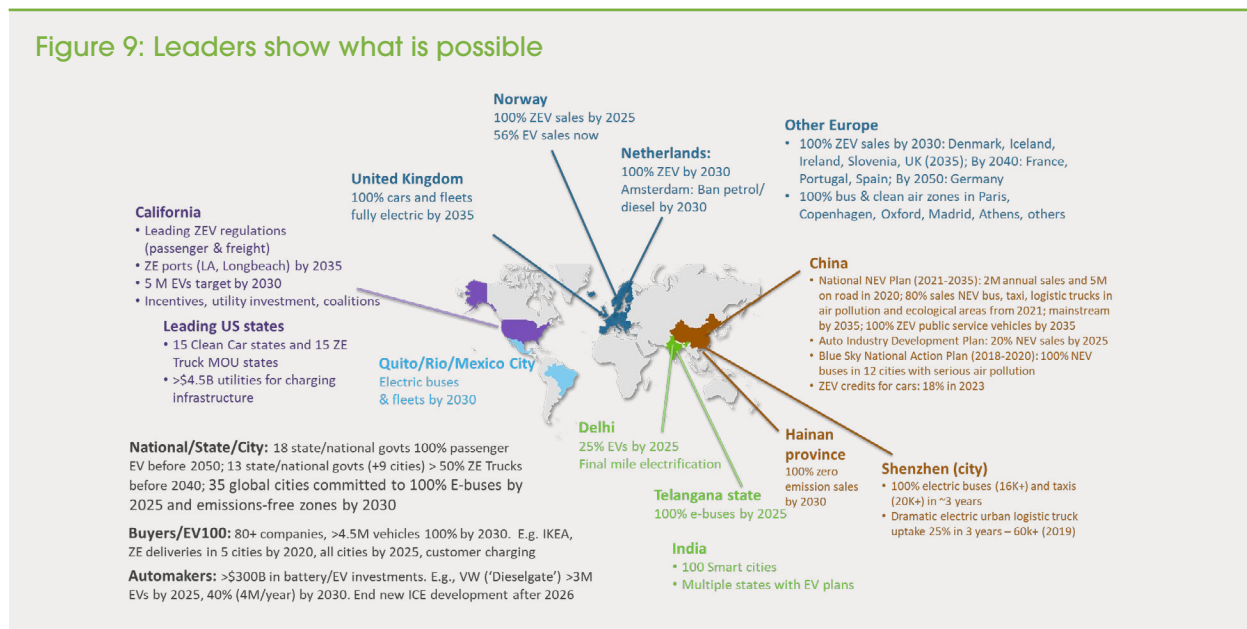 Figure 9: Leaders show what is possible
Norway
100% ZEV sales by 2025
56% EV sales now
Netherlands:
100% ZEV by 2030
Amsterdam: Ban petrol/
diesel by 2030
Other Europe
• 100% ZEV sales by 2030: Denmark, Iceland,
Ireland, Slovenia, UK (2035); By 2040: France,
Portugal, Spain; By 2050: Germany
• 100% bus & clean air zones in Paris,
Copenhagen, Oxford, Madrid, Athens, others
United Kingdom
100% cars and fleets
fully electric by 2035
California
• Leading ZEV regulations
(passenger & freight)
• ZE ports (LA, Longbeach) by 2035
• 5 M EVs target by 2030
• Incentives, utility investment, coalitions
Leading US states
• 15 Clean Car states and 15 ZE
Truck MOU states
• >$4.5B utilities for charging
infrastructure
Quito/Rio/Mexico City
Electric buses
& fleets by 2030
China
• National NEV Plan (2021-2035): 2M annual sales and 5M
on road in 2020; 80% sales NEV bus, taxi, logistic trucks in
air pollution and ecological areas from 2021; mainstream
by 2035; 100% ZEV public service vehicles by 2035
• Auto Industry Development Plan: 20% NEV sales by 2025
• Blue Sky National Action Plan (2018-2020): 100% NEV
buses in 12 cities with serious air pollution
• ZEV credits for cars: 18% in 2023
Delhi
25% EVs by 2025
Final mile electrification
Telangana state
100% e-buses by 2025
India
• 100 Smart cities
• Multiple states with EV plans
Hainan
province
100% zero
emission sales
by 2030
Shenzhen (city)
• 100% electric buses (16K+) and taxis
(20K+) in ~3 years
• Dramatic electric urban logistic truck
uptake 25% in 3 years – 60k+ (2019)
National/State/City: 18 state/national govts 100% passenger
EV before 2050; 13 state/national govts (+9 cities) > 50% ZE Trucks
before 2040; 35 global cities committed to 100% E-buses by
2025 and emissions-free zones by 2030
Buyers/EV100: 80+ companies, >4.5M vehicles 100% by 2030. E.g. IKEA,
ZE deliveries in 5 cities by 2020, all cities by 2025, customer charging
Automakers: >$300B in battery/EV investments. E.g., VW (‘Dieselgate’) >3M
EVs by 2025, 40% (4M/year) by 2030. End new ICE development after 2026